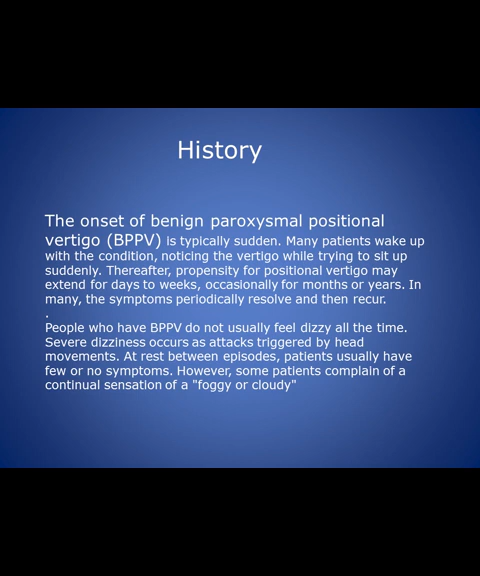 History
The onset of benign paroxysmal positional
vertigo (BPPV) is typically sudden. Many patients wake up
with the condition, noticing the vertigo while trying to sit up
suddenly. Thereafter, propensity for positional vertigo may
extend for days to weeks, occasionally for months or years. In
many, the symptoms periodically resolve and then recur.
.
People who have BPPV do not usually feel dizzy all the time.
Severe dizziness occurs as attacks triggered by head
movements. At rest between episodes, patients usually have
few or no symptoms. However, some patients complain of a
continual sensation of a "foggy or cloudy"